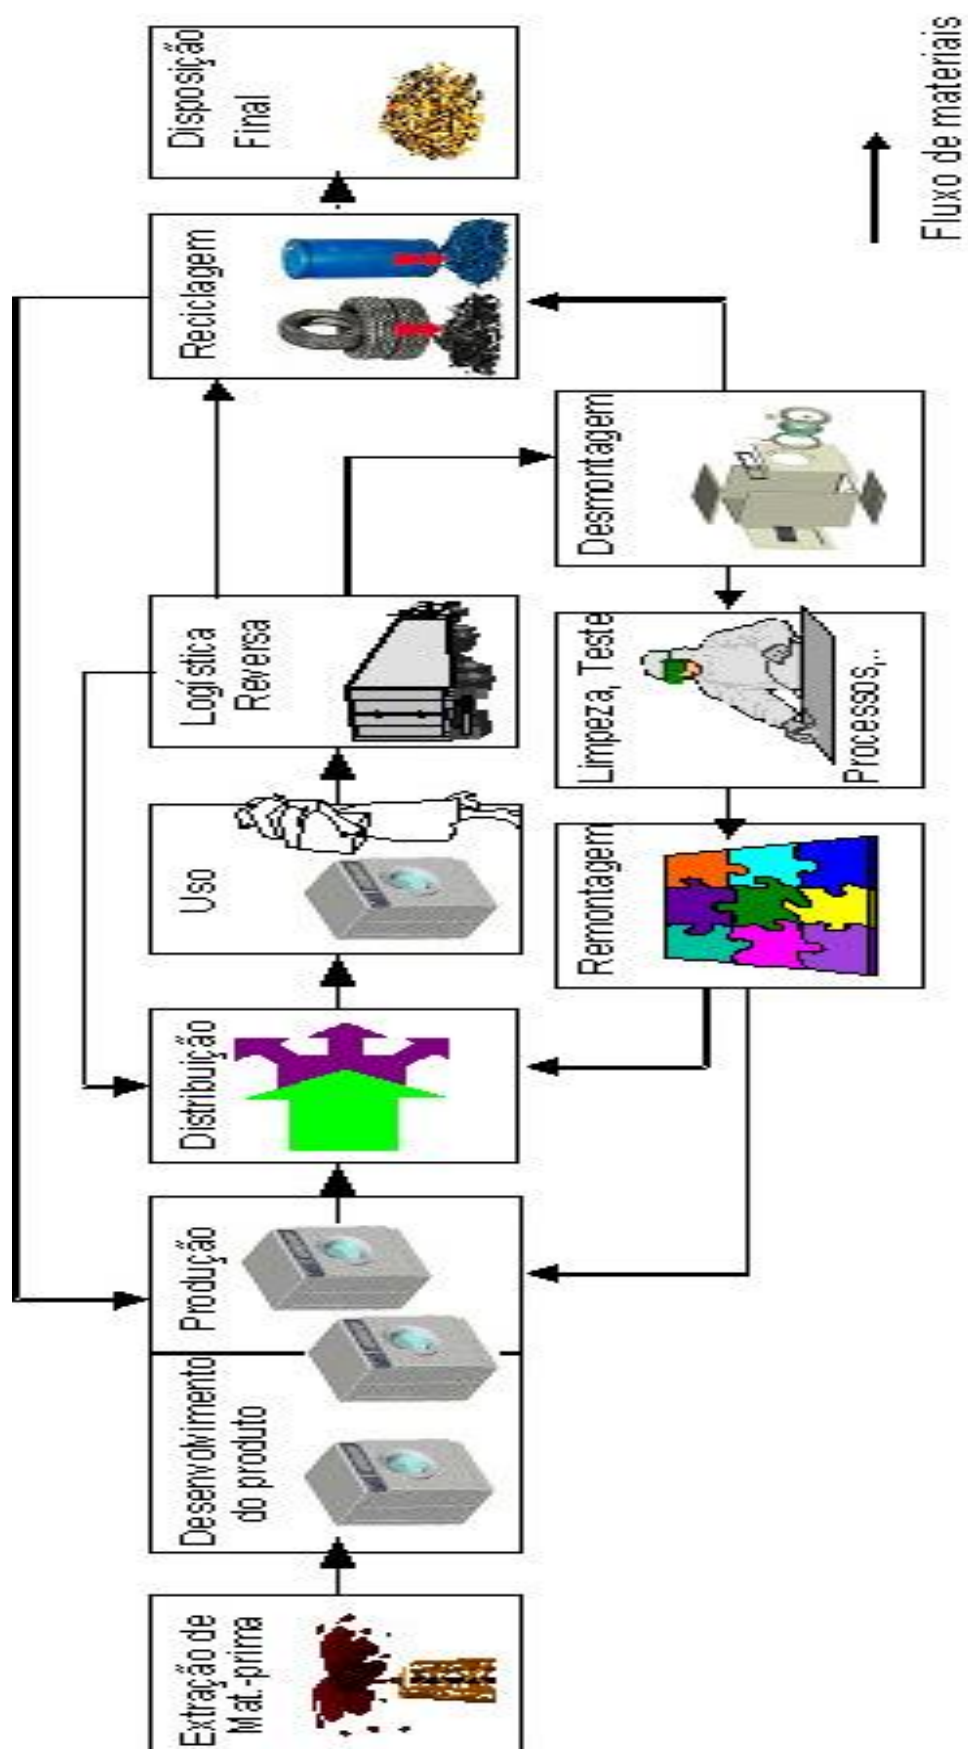 Extração de
Mat.-prima
Desenvolvimento
do produto
Produção
Distribuição
Uso
Logística
Reversa
Reciclagem
Disposição
Final
Remontagem
Limpeza, Teste
Processos,..
Desmontagem
Fluxo de materiais